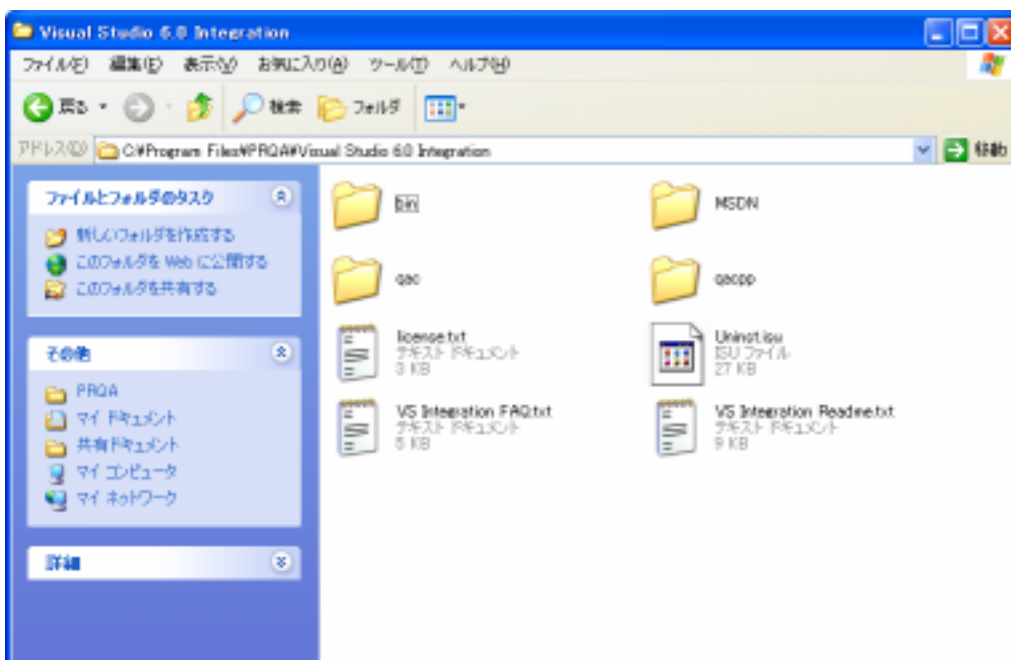 Visual Studio 6.0 Integration
ファイル(F) 編集(E) 表示(V) お気に入り(A) ツール(T) ヘルプ(H)
戻る 検索 フォルダ
アドレス(D) C:¥Program Files¥PRQA¥Visual Studio 6.0 Integration 移動
ファイルとフォルダのタスク
新しいフォルダを作成する
このフォルダを Web に公開する
このフォルダを共有する
その他
PRQA
マイ ドキュメント
共有ドキュメント
マイ コンピュータ
マイ ネットワーク
詳細
bin
MSDN
qac
qacpp
license.txt
テキスト ドキュメント
3 KB
Uninst.isu
ISU ファイル
27 KB
VS Integration FAQ.txt
テキスト ドキュメント
5 KB
VS Integration Readme.txt
テキスト ドキュメント
9 KB